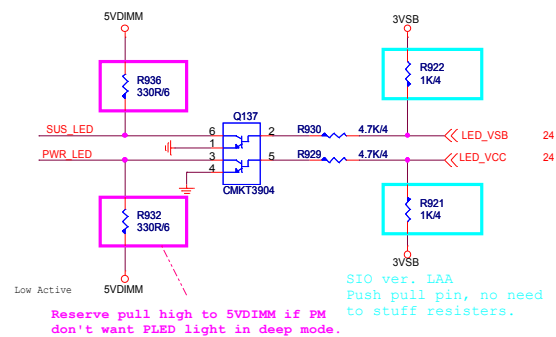 5VDIMM
3VSB
R936
330R/6
R922
1K/4
Q137
SUS_LED
6
2
R930
4.7K/4
LED_VSB
24
1
PWR_LED
3
5
R929
4.7K/4
LED_VCC
24
4
CMKT3904
R932
330R/6
R921
1K/4
3VSB
Low Active
5VDIMM
SIO ver. LAA
Push pull pin, no need
to stuff resisters.
Reserve pull high to 5VDIMM if PM
don't want PLED light in deep mode.